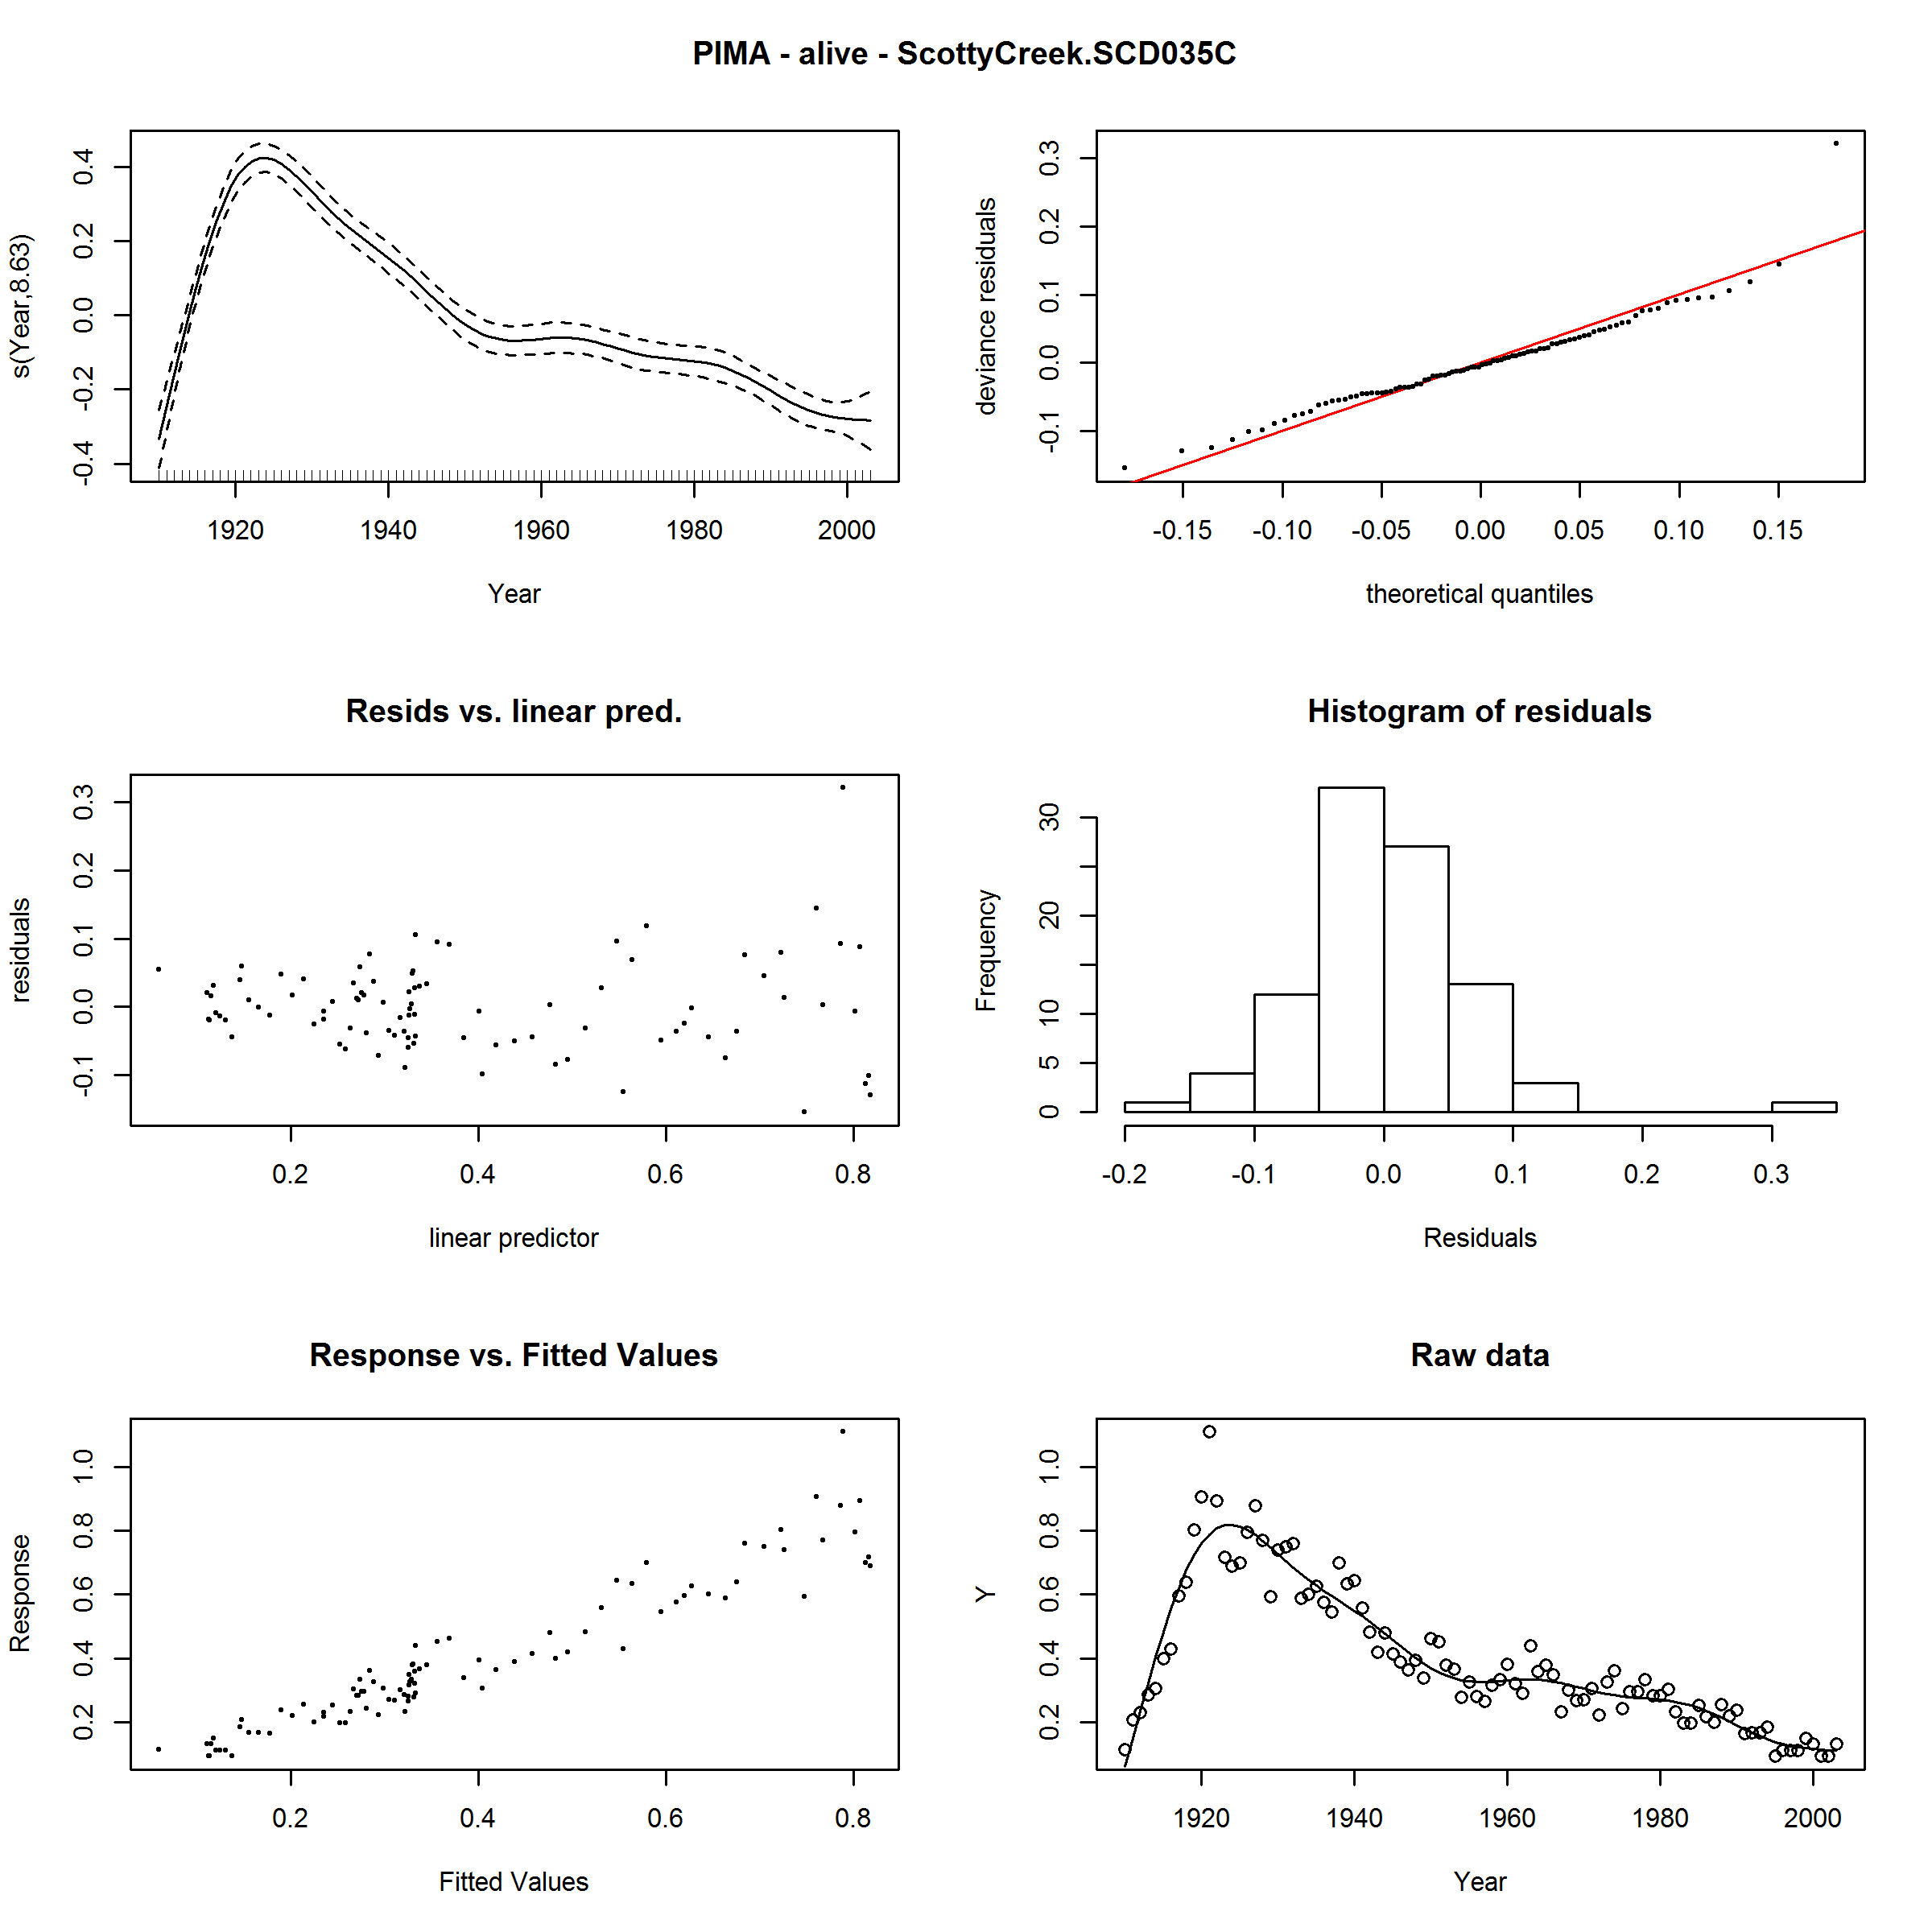 PIMA - alive - ScottyCreek.SCD035C
s(Year,8.63)
-0.4 -0.2 0.0 0.2 0.4
1920 1940 1960 1980 2000
Year
deviance residuals
-0.1 0.0 0.1 0.2 0.3
-0.15 -0.10 -0.05 0.00 0.05 0.10 0.15
theoretical quantiles
Resids vs. linear pred.
residuals
-0.1 0.0 0.1 0.2 0.3
0.2 0.4 0.6 0.8
linear predictor
Histogram of residuals
Frequency
0 5 10 20 30
-0.2 -0.1 0.0 0.1 0.2 0.3
Residuals
Response vs. Fitted Values
Response
0.2 0.4 0.6 0.8 1.0
0.2 0.4 0.6 0.8
Fitted Values
Raw data
Y
0.2 0.4 0.6 0.8 1.0
1920 1940 1960 1980 2000
Year